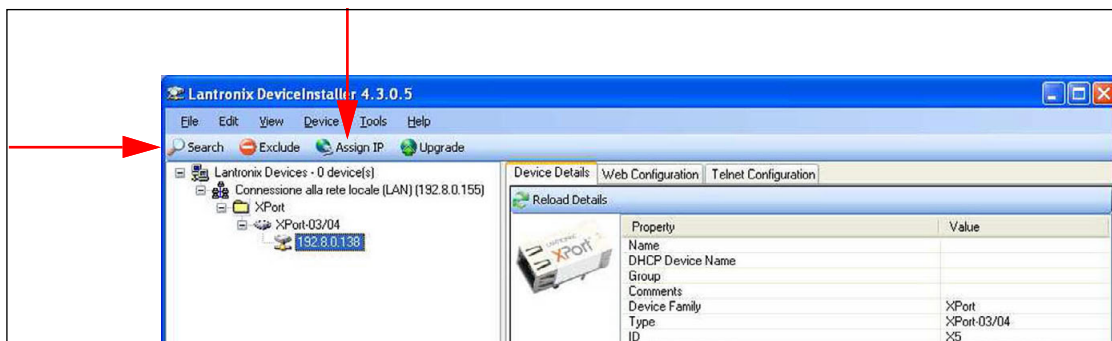 Lantronix DeviceInstaller 4.3.0.5
File Edit View Device Tools Help
Search Exclude Assign IP Upgrade
Lantronix Devices - 0 device(s)
Connessione alla rete locale (LAN) (192.8.0.155)
XPort
XPort-03/04
192.8.0.138
Device Details Web Configuration Telnet Configuration
Reload Details
XPort
Property Value
Name
DHCP Device Name
Group
Comments
Device Family XPort
Type XPort-03/04
ID X5